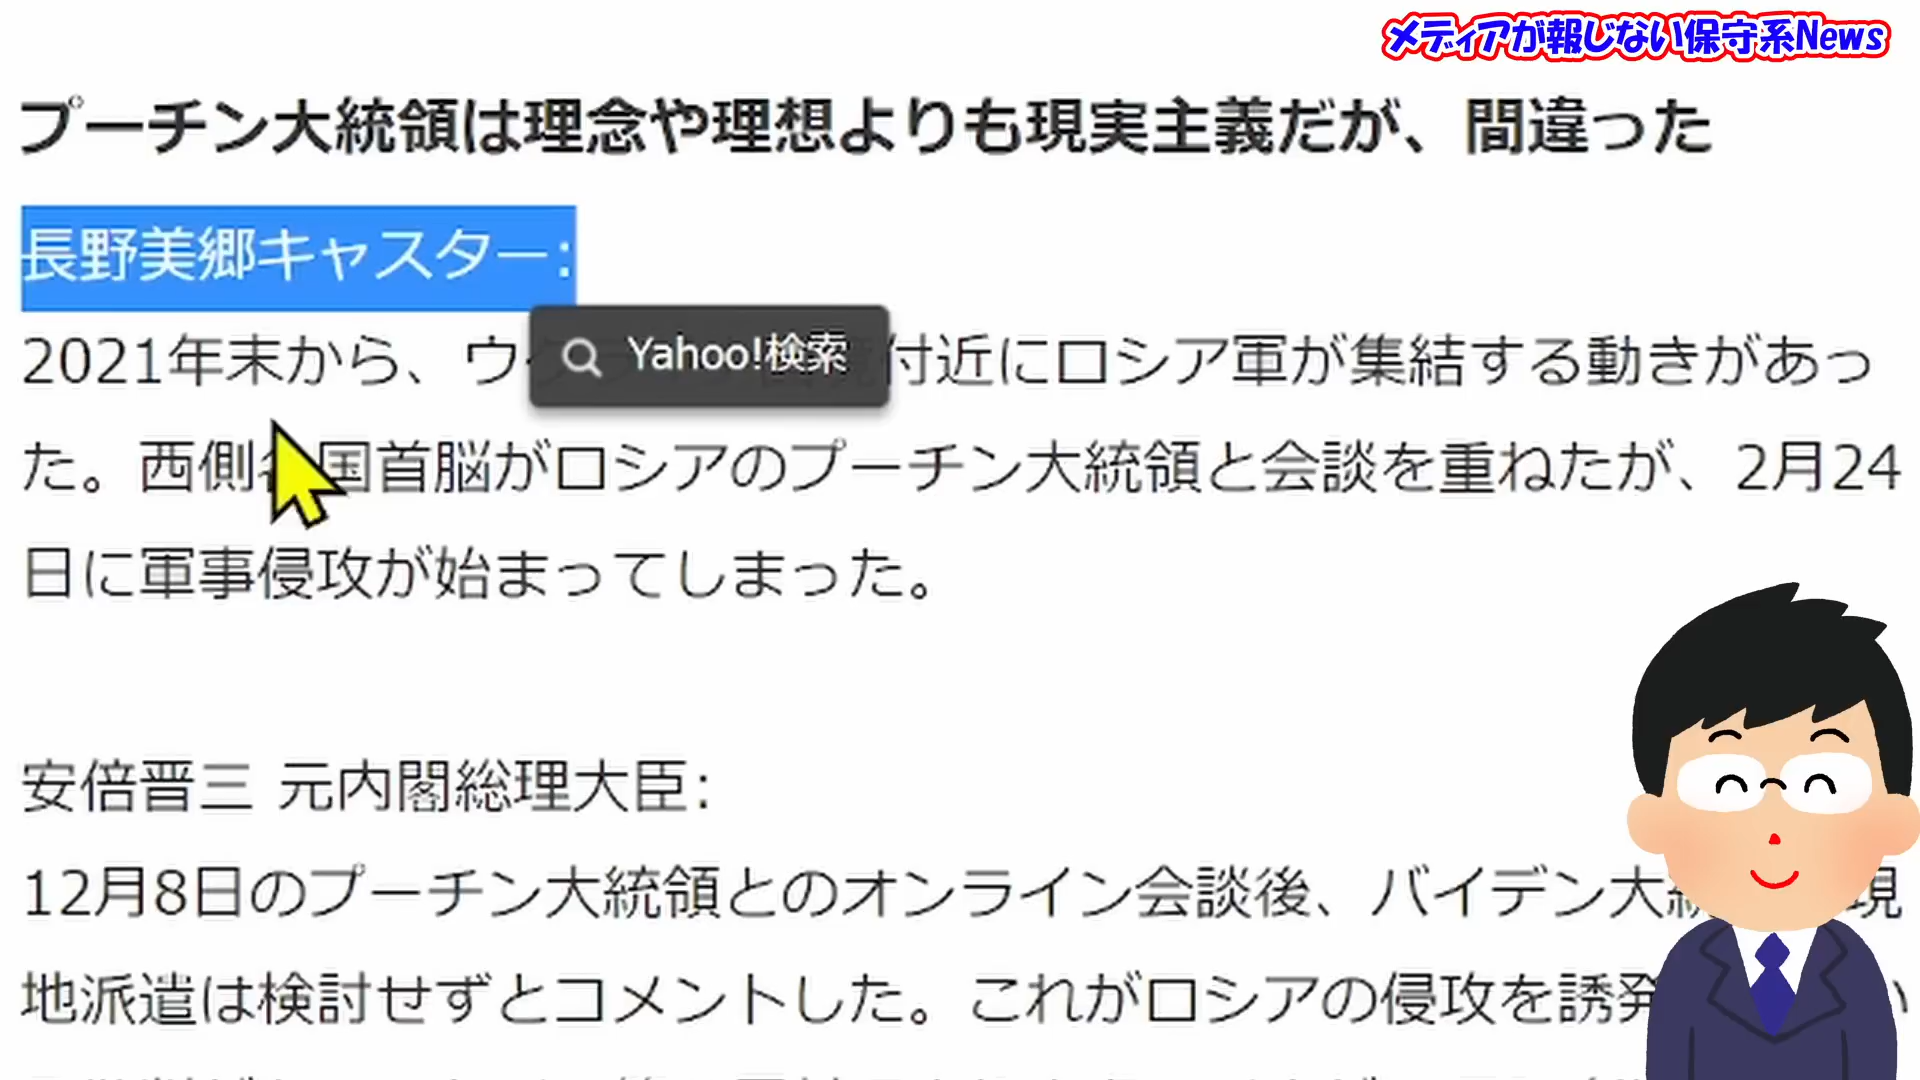 メディアが報じない保守系News
プーチン大統領は理念や理想よりも現実主義だが、間違った
長野美郷キャスター:
2021年末から、ウ
Yahoo!検索
付近にロシア軍が集結する動きがあっ
た。西側各国首脳がロシアのプーチン大統領と会談を重ねたが、2月24
日に軍事侵攻が始まってしまった。
安倍晋三 元内閣総理大臣:
12月8日のプーチン大統領とのオンライン会談後、バイデン大統 現
地派遣は検討せずとコメントした。これがロシアの侵攻を誘発 い